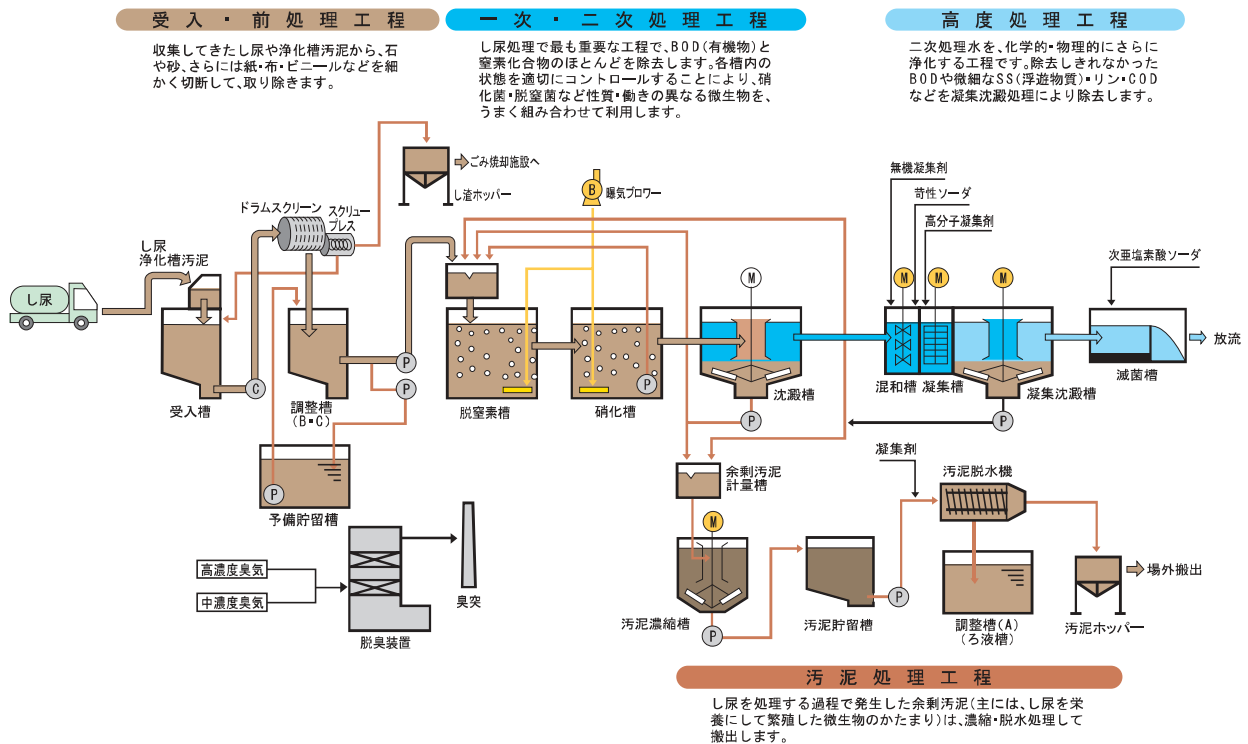 受入・前処理工程
収集してきたし尿や浄化槽汚泥から、石
や砂、さらには紙・布・ビニールなどを細
かく切断して、取り除きます。
一次・二次処理工程
し尿処理で最も重要な工程で、BOD(有機物)と
窒素化合物のほとんどを除去します。各槽内の
状態を適切にコントロールすることにより、硝
化菌・脱窒菌など性質・働きの異なる微生物を、
うまく組み合わせて利用します。
高度処理工程
二次処理水を、化学的・物理的にさらに
浄化する工程です。除去しきれなかった
BODや微細なSS(浮遊物質)・リン・COD
などを凝集沈澱処理により除去します。
ごみ焼却施設へ
し渣ホッパー
ドラムスクリーン
スクリュー
プレス
し尿
浄化槽汚泥
し尿
受入槽
C
調整槽
(B・C)
P
P
P
予備貯留槽
B
曝気ブロワー
脱窒素槽
P
硝化槽
M
沈澱槽
P
無機凝集剤
苛性ソーダ
高分子凝集剤
M
M
M
混和槽
凝集槽
凝集沈澱槽
P
次亜塩素酸ソーダ
滅菌槽
放流
高濃度臭気
中濃度臭気
脱臭装置
臭突
余剰汚泥
計量槽
M
汚泥濃縮槽
P
汚泥貯留槽
P
凝集剤
汚泥脱水機
調整槽(A)
(ろ液槽)
場外搬出
汚泥ホッパー
汚泥処理工程
し尿を処理する過程で発生した余剰汚泥(主には、し尿を栄
養にして繁殖した微生物のかたまり)は、濃縮・脱水処理して
搬出します。